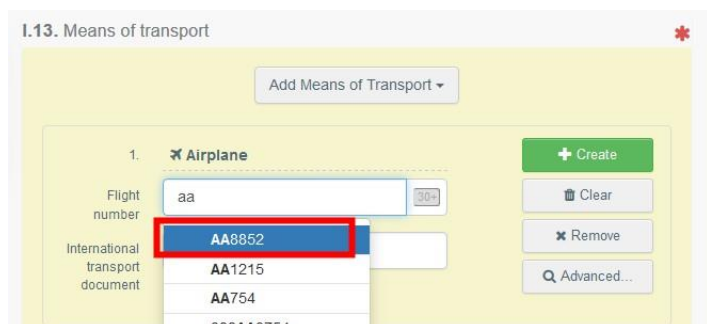 I.13. Means of transport *
Add Means of Transport
1. Airplane
Create
Flight number
aa
30+
Clear
AA8852
Remove
International transport document
AA1215
Advanced...
AA754